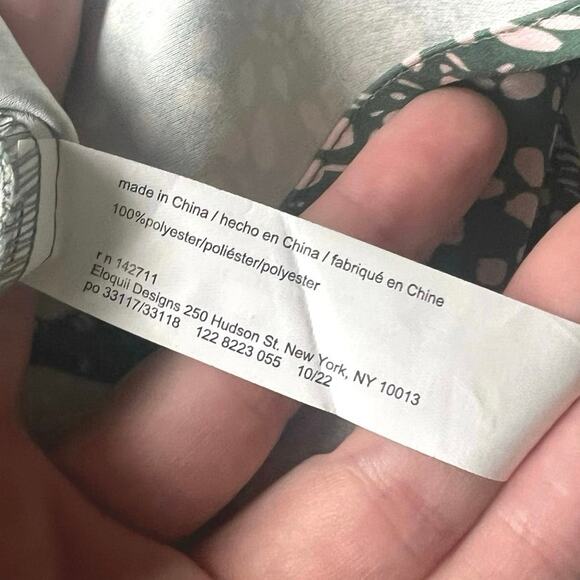 made in China / hecho en China / fabriqué en Chine
100%polyester/poliéster/polyester
r n 142711
Eloquii Designs 250 Hudson St. New York, NY 10013
po 33117/33118 122 8223 055 10/22